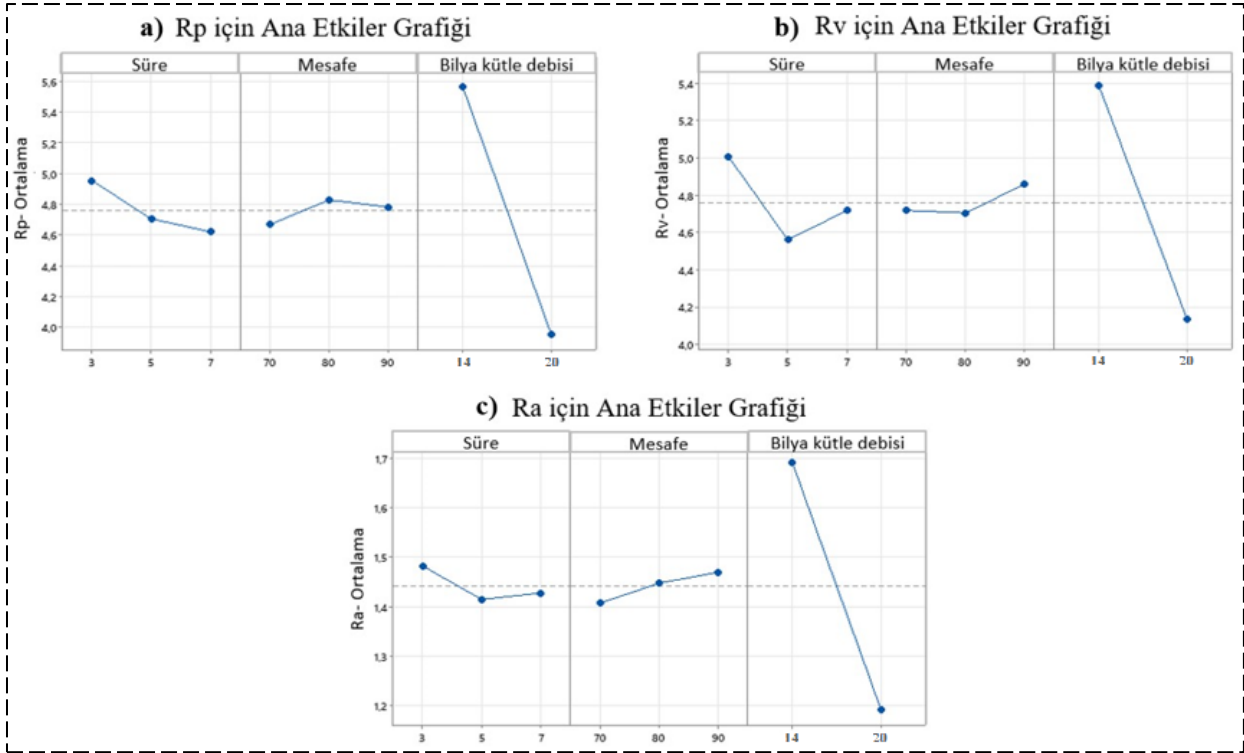 a) Rp için Ana Etkiler Grafiği
Süre Mesafe Bilya kütle debisi
Rp- Ortalama
5,6
5,4
5,2
5,0
4,8
4,6
4,4
4,2
4,0
3 5 7 70 80 90 14 20
b) Rv için Ana Etkiler Grafiği
Süre Mesafe Bilya kütle debisi
Rv- Ortalama
5,4
5,2
5,0
4,8
4,6
4,4
4,2
4,0
3 5 7 70 80 90 14 20
c) Ra için Ana Etkiler Grafiği
Süre Mesafe Bilya kütle debisi
Ra- Ortalama
1,7
1,6
1,5
1,4
1,3
1,2
3 5 7 70 80 90 14 20